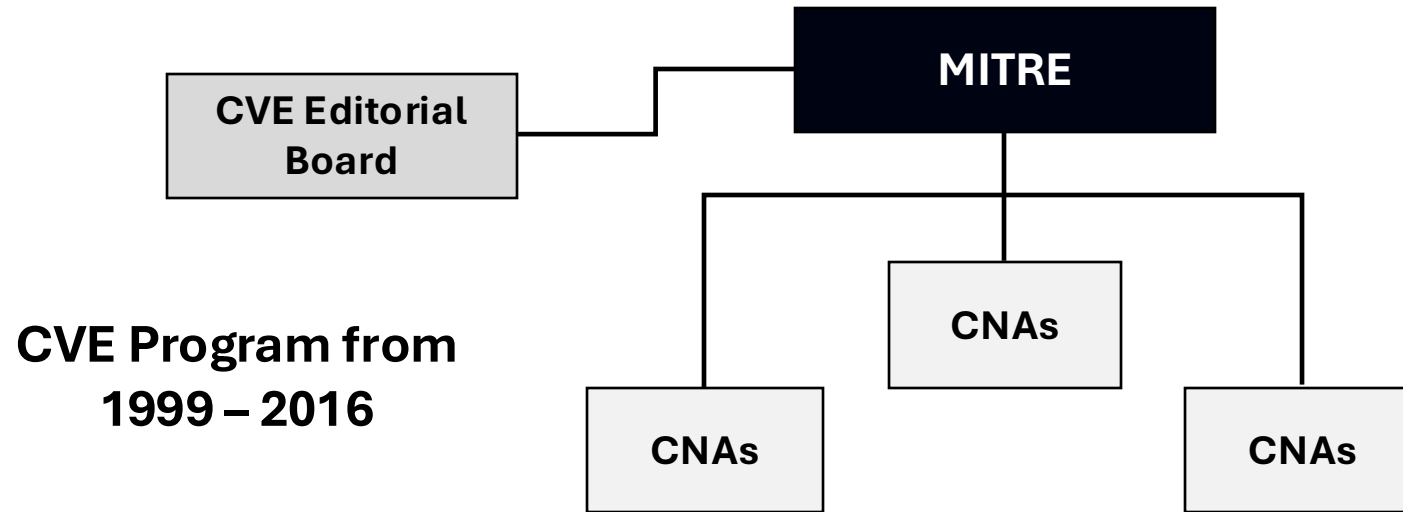 MITRE
CVE Editorial
Board
CNAs
CVE Program from
1999 – 2016
CNAs
CNAs